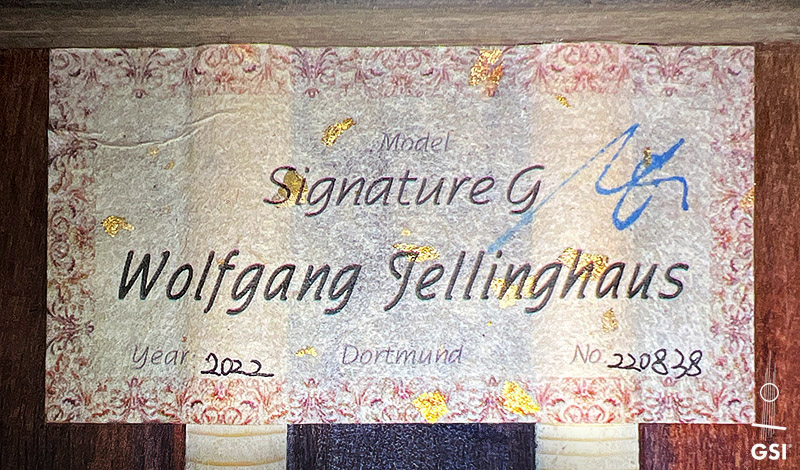 Model
Signature G
Wolfgang Jellinghaus
Year 2022 Dortmund No. 220838
GSI